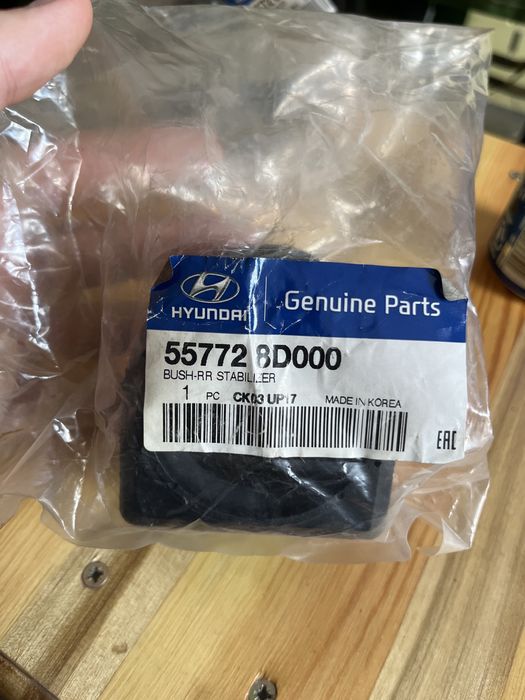 HYUNDAI
Genuine Parts
55772 8D000
BUSH-RR STABILIZER
1 PC CK03 UP17 MADE IN KOREA
EAC